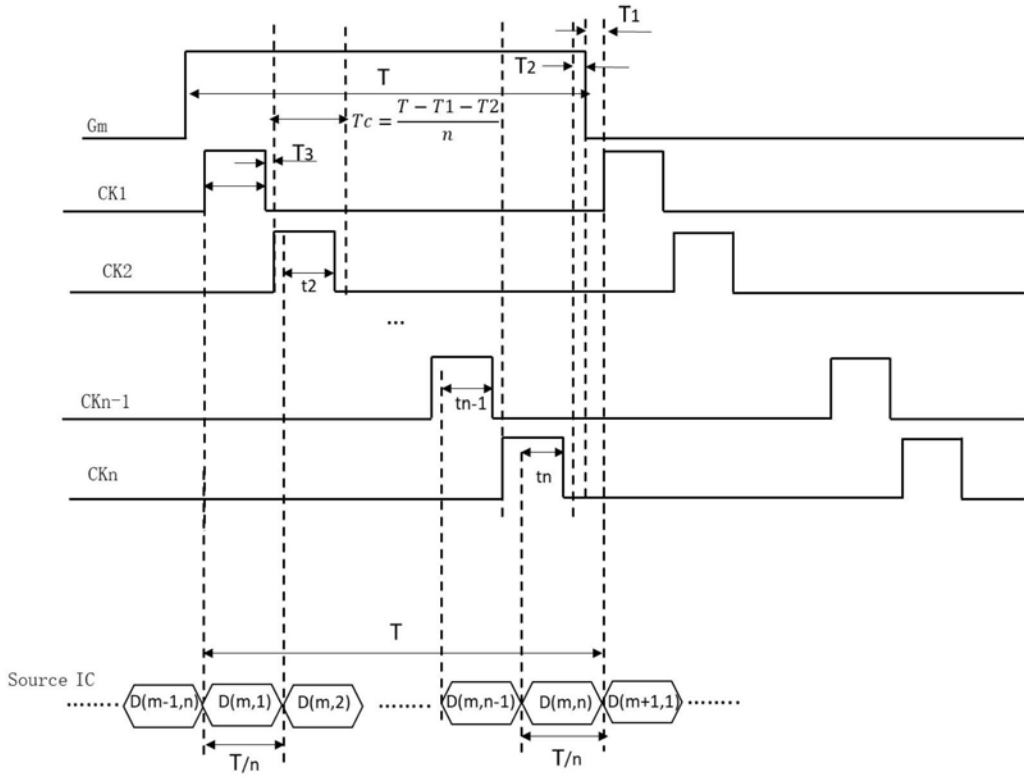 T1
T2
T
Tc = (T − T1 − T2)/n
Gm
T3
CK1
CK2
t2
...
CKn-1
tn-1
CKn
tn
T
Source IC
........ D(m-1,n) D(m,1) D(m,2) ........ D(m,n-1) D(m,n) D(m+1,1) ........
T/n T/n